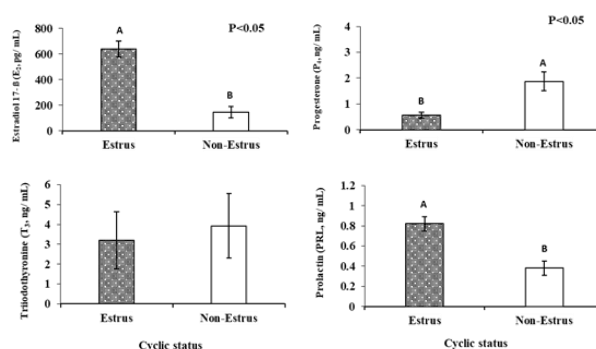 Estradiol 17-ß (E₂, pg/ mL)
800
600
400
200
0
A
B
P<0.05
Estrus
Non-Estrus
Progesterone (P₄, ng/ mL)
4
3
2
1
0
B
A
P<0.05
Estrus
Non-Estrus
Triiodothyronine (T₃, ng/ mL)
6
5
4
3
2
1
0
Estrus
Non-Estrus
Cyclic status
Prolactin (PRL, ng/ mL)
1.2
1
0.8
0.6
0.4
0.2
0
A
B
Estrus
Non-Estrus
Cyclic status